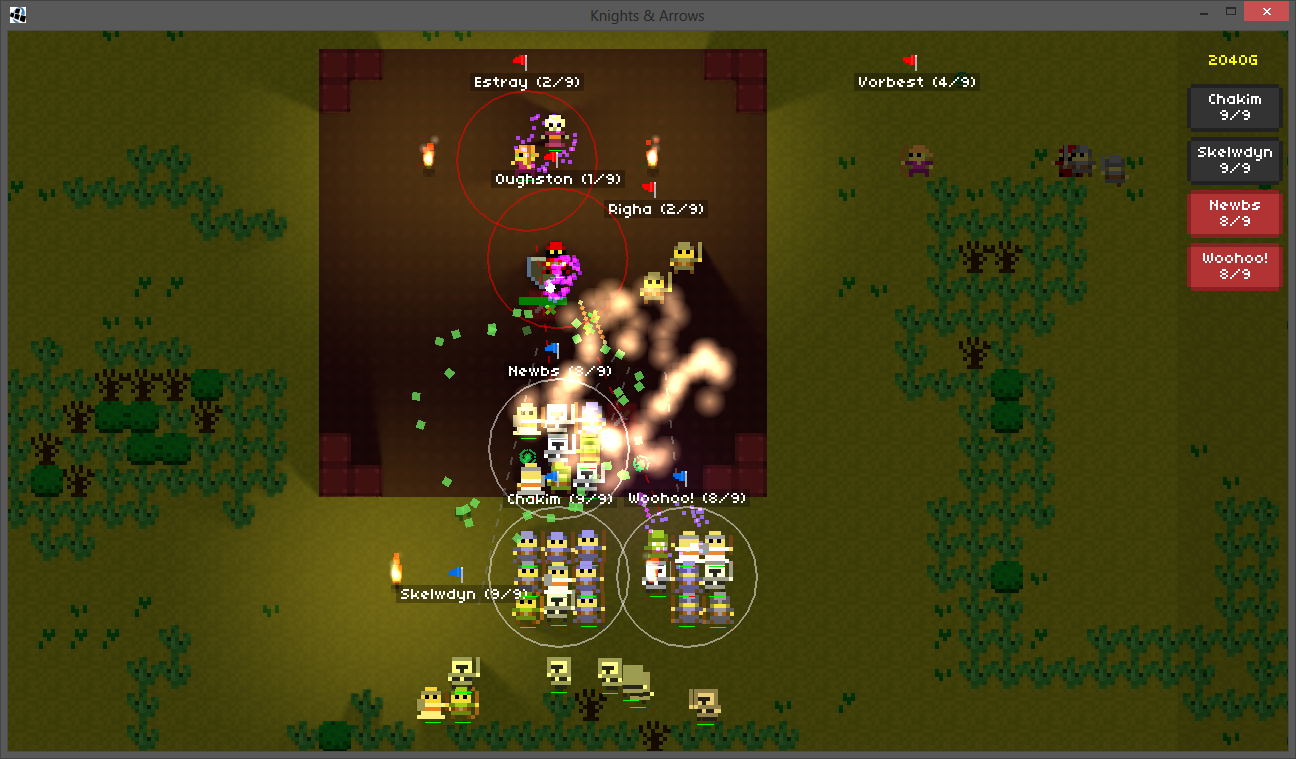 Knights & Arrows
Estray (2/9)
Vorbest (4/9)
2040G
Chakim
9/9
Skelwdyn
9/9
Newbs
8/9
Woohoo!
8/9
Oughston (1/9)
Righa (2/9)
Newbs (8/9)
Chakim (9/9)
Woohoo! (8/9)
Skelwdyn (9/9)